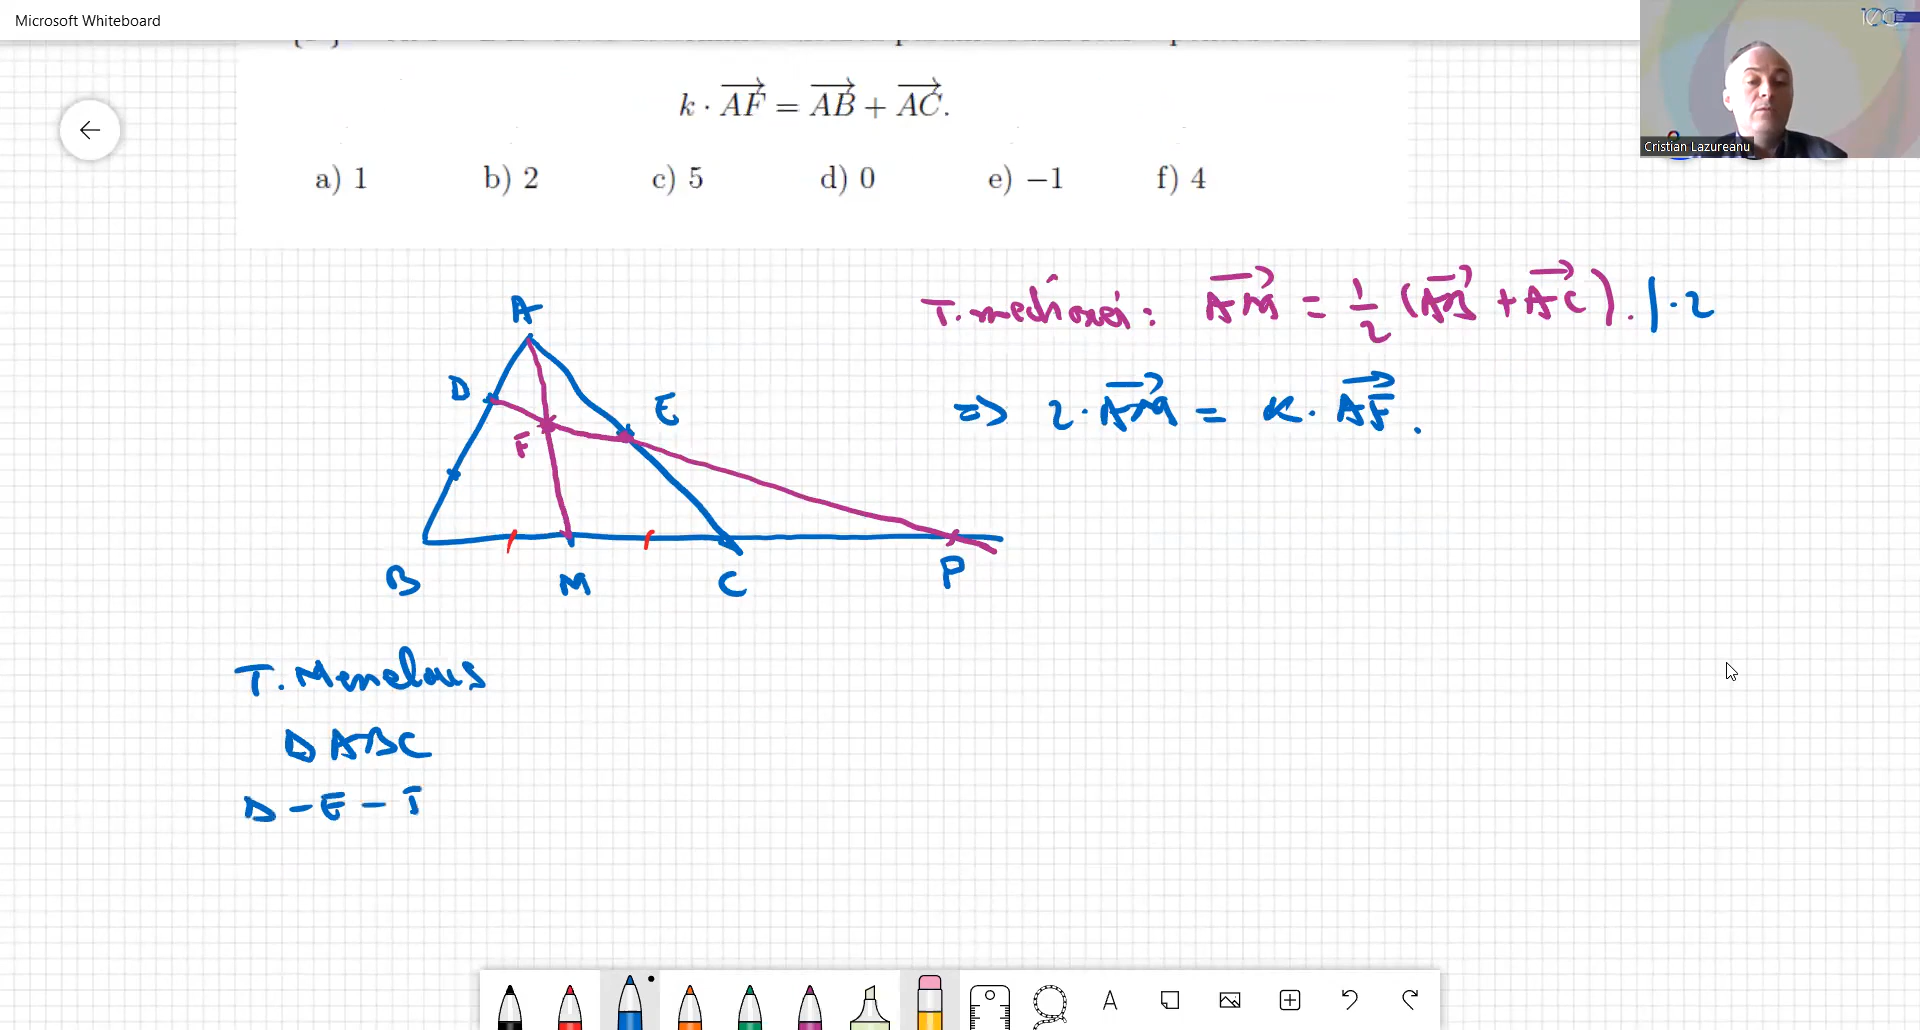 Microsoft Whiteboard
k · AF = AB + AC.
Cristian Lazureanu
a) 1 b) 2 c) 5 d) 0 e) −1 f) 4
A
T. medianei: AM = 1/2 (AB + AC). | · 2
D E
F
=> 2 · AM = k · AF.
B M C P
T. Menelaus
Δ ABC
D - E -